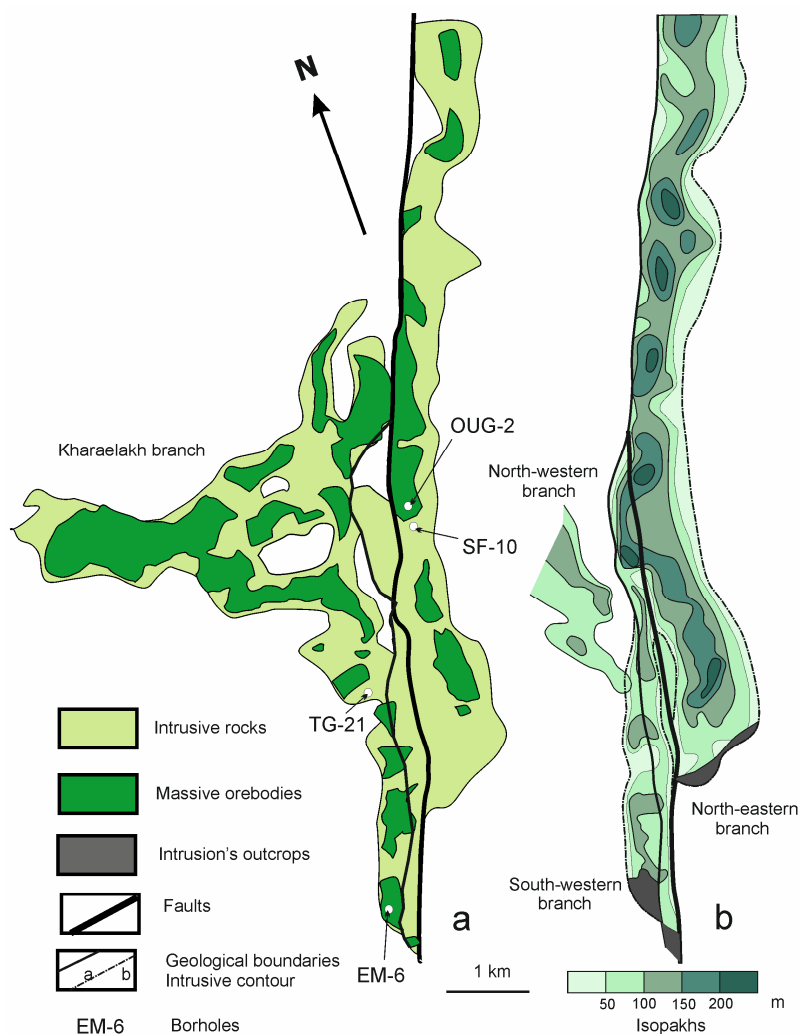 N
OUG-2
Kharaelakh branch
North-western
branch
SF-10
TG-21
Intrusive rocks
Massive orebodies
North-eastern
branch
Intrusion's outcrops
South-western
branch
Faults
a
b
a
b
Geological boundaries
Intrusive contour
EM-6
1 km
50 100 150 200 m
EM-6 Boreholes
Isopakhs